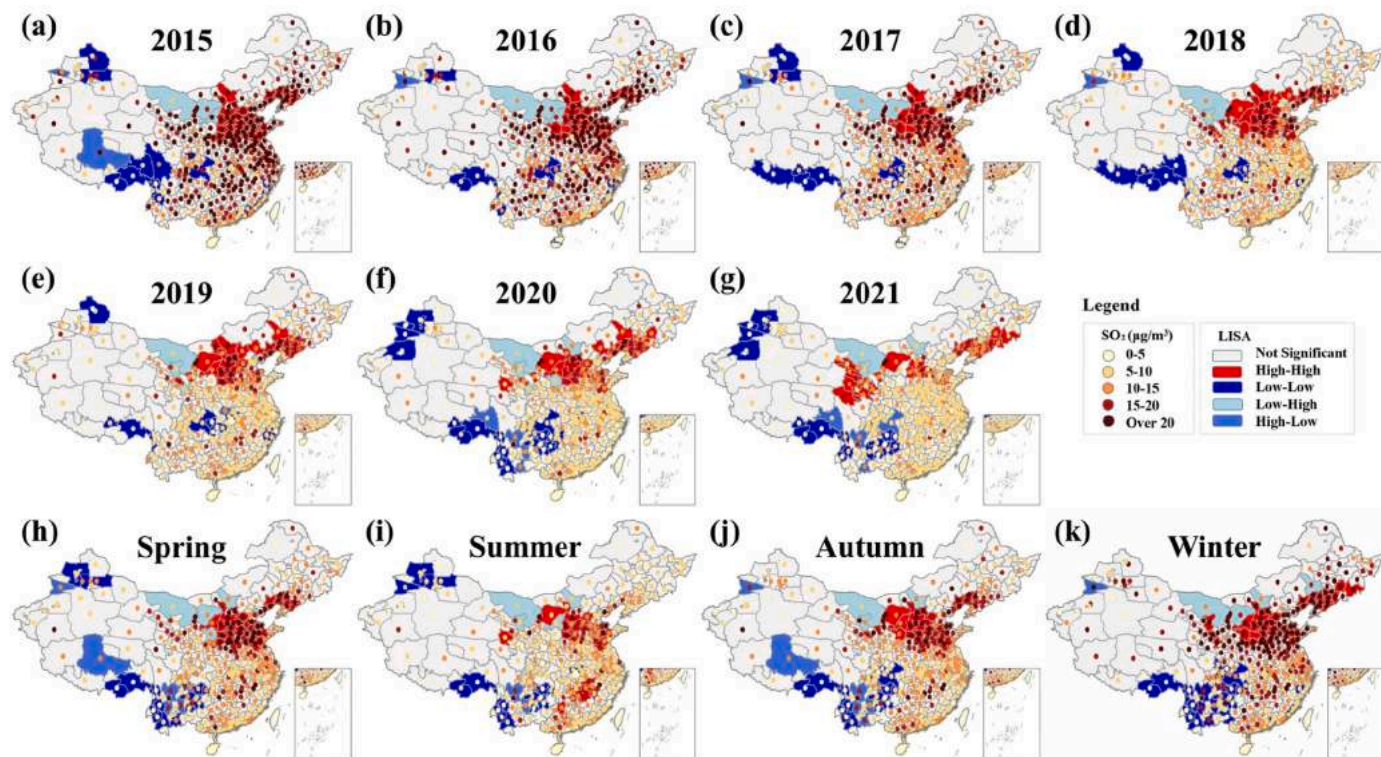 (a) 2015
(b) 2016
(c) 2017
(d) 2018
(e) 2019
(f) 2020
(g) 2021
Legend
SO₂ (μg/m³)
0-5
5-10
10-15
15-20
Over 20
LISA
Not Significant
High-High
Low-Low
Low-High
High-Low
(h) Spring
(i) Summer
(j) Autumn
(k) Winter